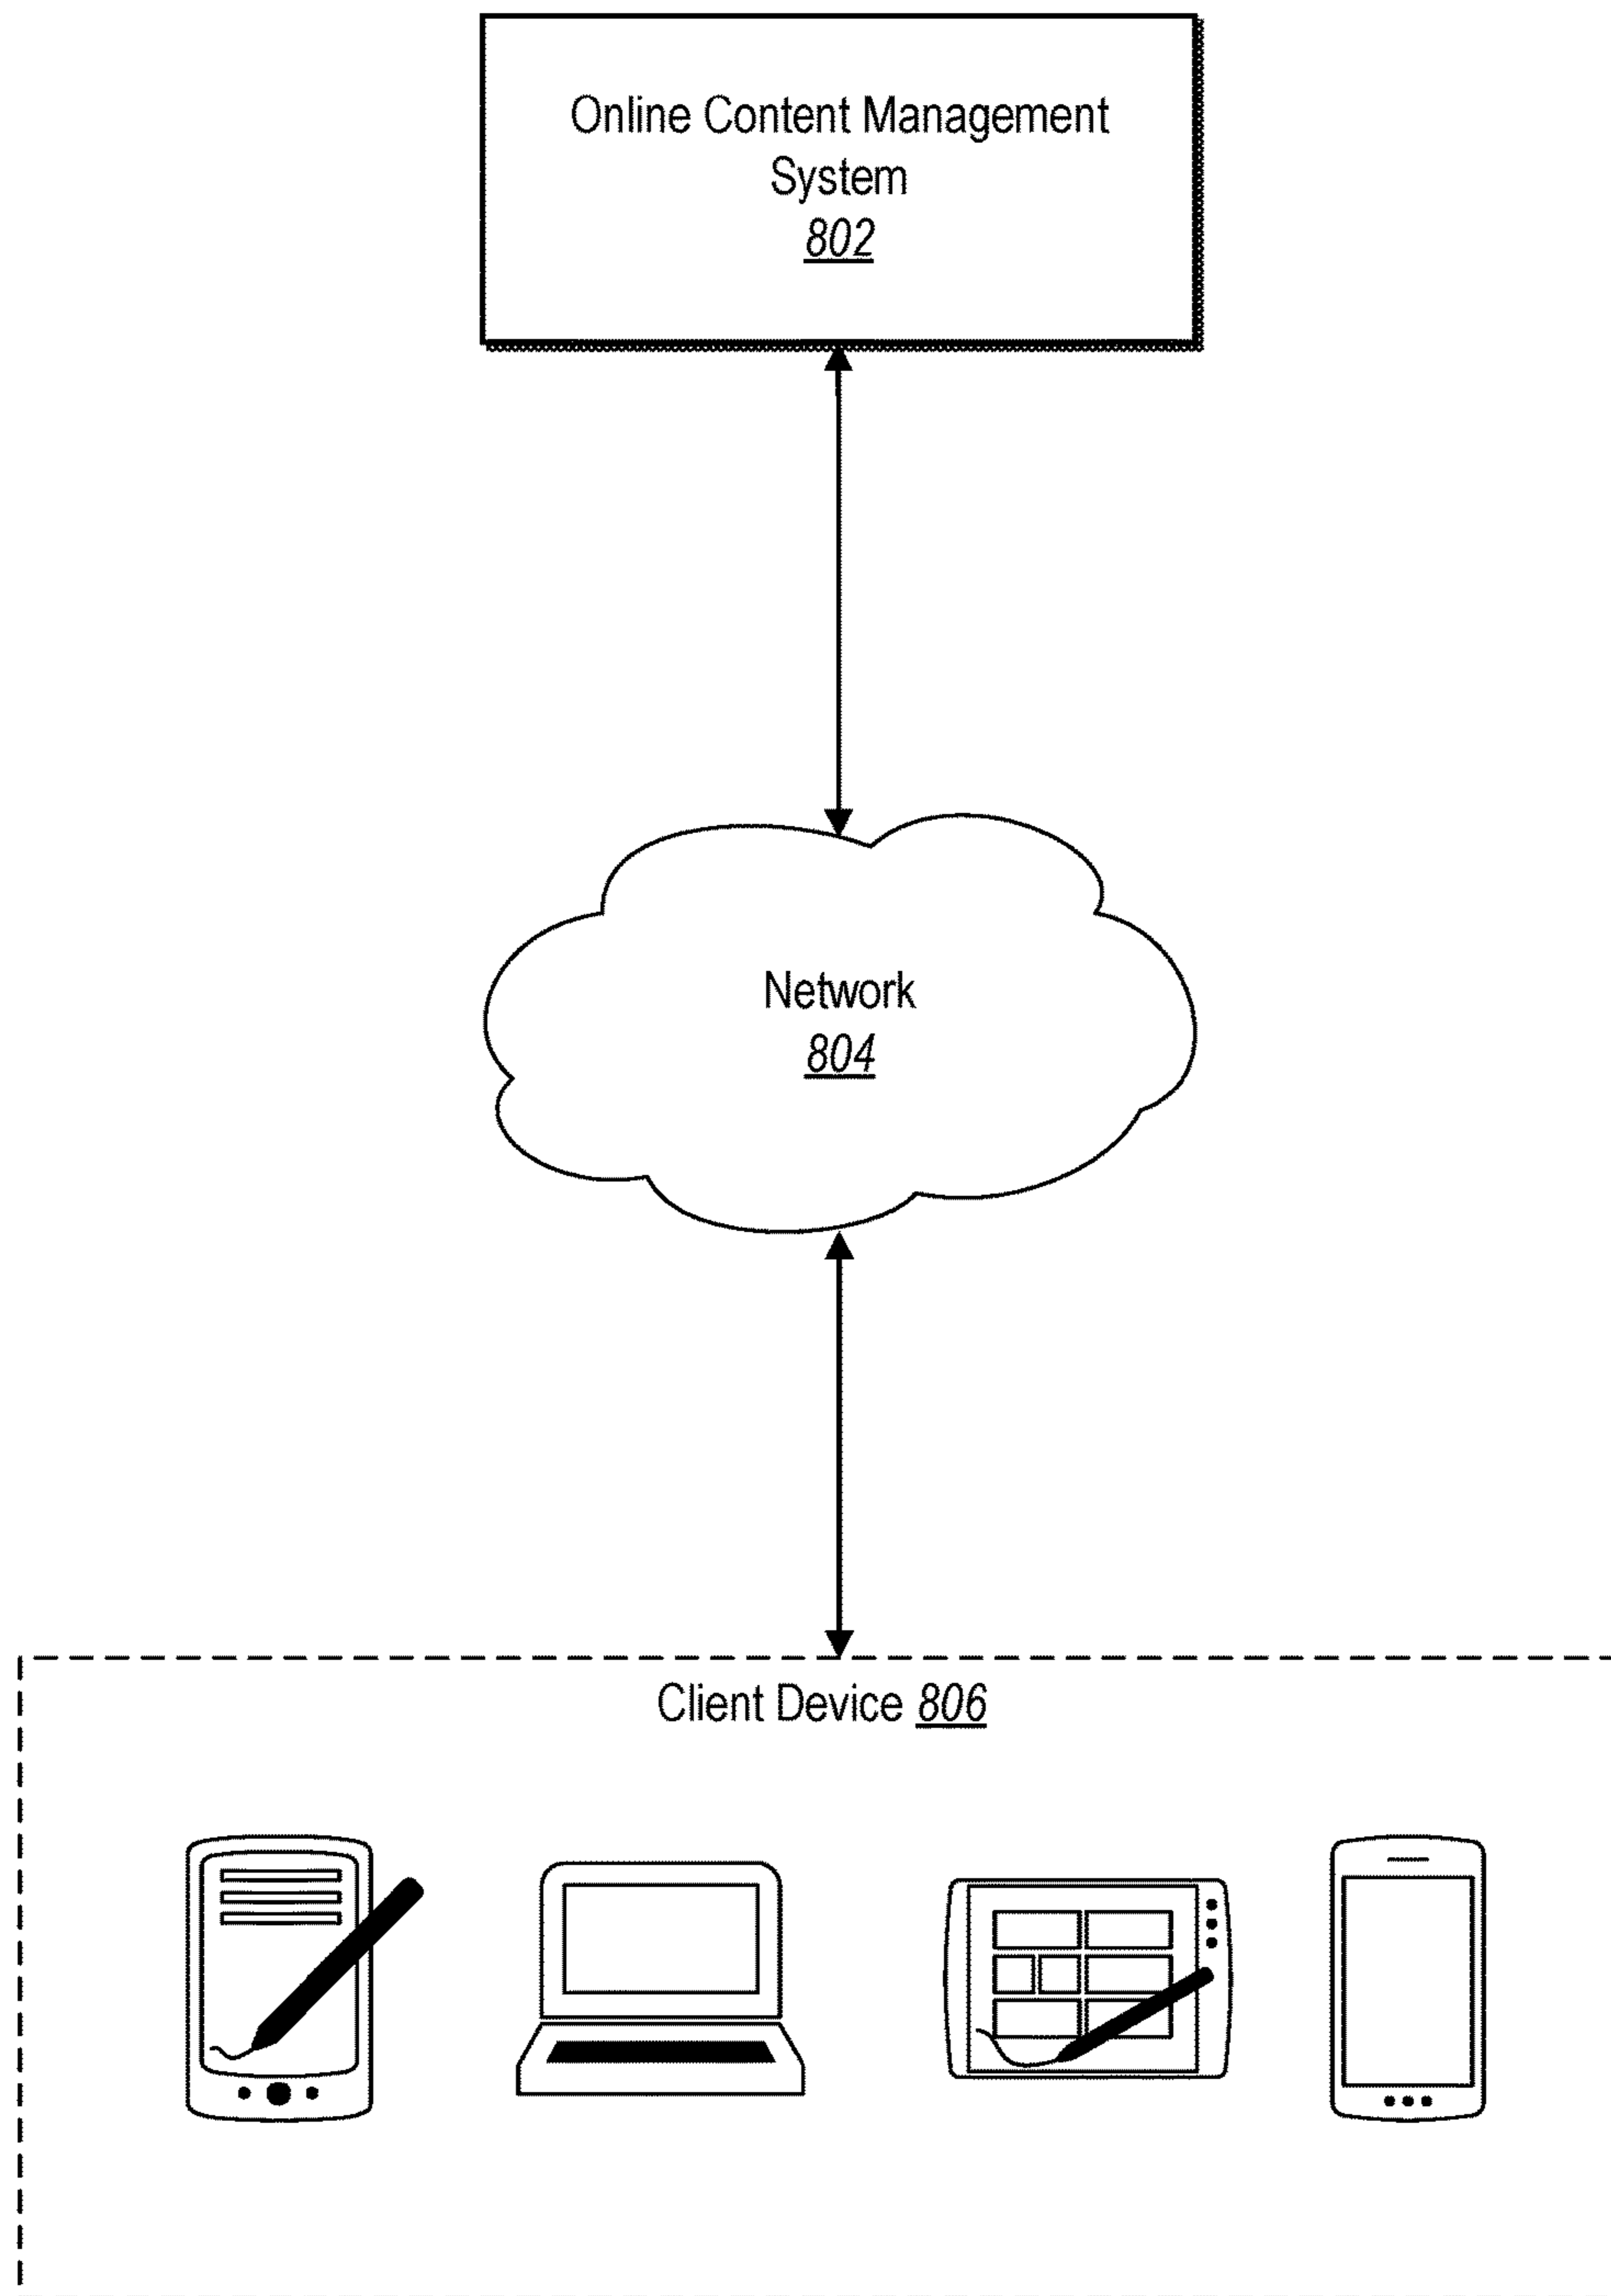 Online Content Management
System
802
Network
804
Client Device 806